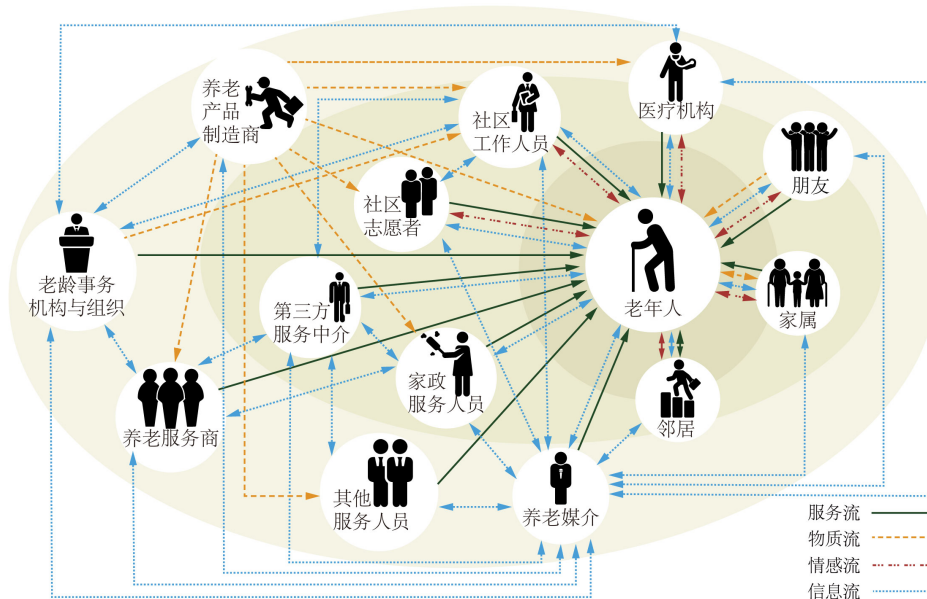 养老
产品
制造商
社区
工作人员
医疗机构
朋友
社区
志愿者
老龄事务
机构与组织
老年人
家属
第三方
服务中介
家政
服务人员
养老服务商
邻居
其他
服务人员
养老媒介
服务流
物质流
情感流
信息流